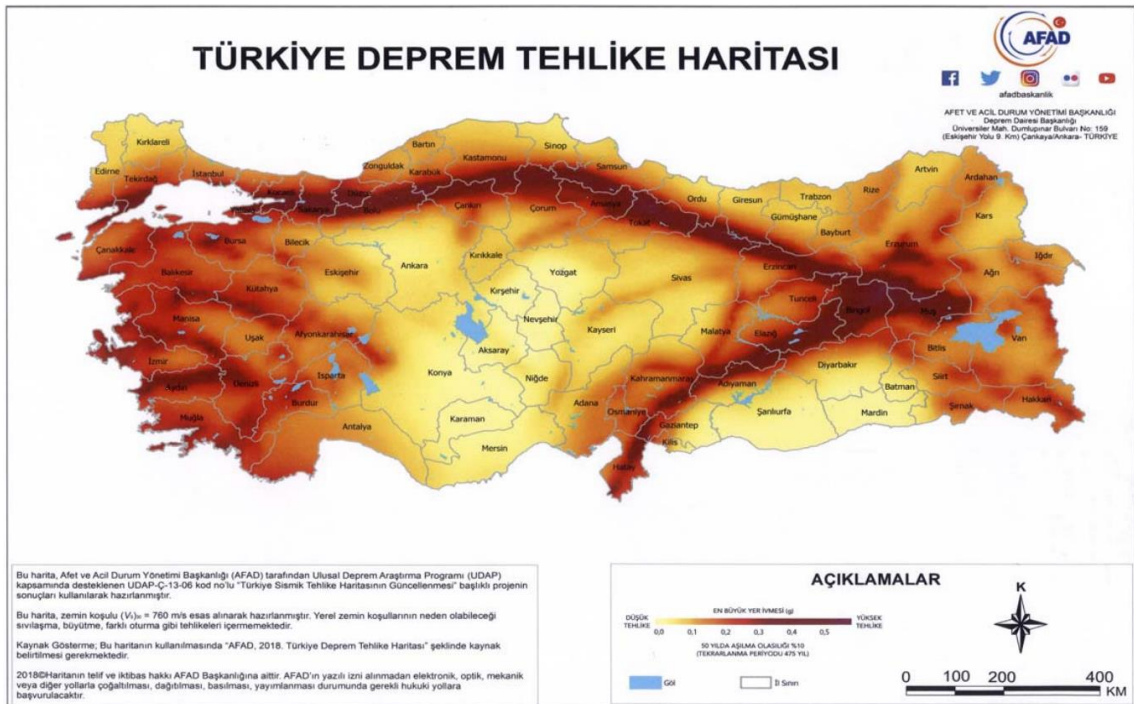 TÜRKİYE DEPREM TEHLİKE HARİTASI
AFAD
afadbaskanlik
AFET VE ACİL DURUM YÖNETİMİ BAŞKANLIĞI
Deprem Dairesi Başkanlığı
Üniversiler Mah. Dumlupınar Bulvarı No: 159
(Eskişehir Yolu 9. Km) Çankaya/Ankara- TÜRKİYE
Kırklareli
Edirne
Tekirdağ
İstanbul
Kocaeli
Sakarya
Düzce
Bolu
Zonguldak
Bartın
Karabük
Kastamonu
Sinop
Samsun
Çankırı
Çorum
Amasya
Tokat
Ordu
Giresun
Trabzon
Rize
Artvin
Ardahan
Gümüşhane
Bayburt
Kars
Erzurum
Iğdır
Ağrı
Çanakkale
Bursa
Bilecik
Balıkesir
Kütahya
Eskişehir
Ankara
Kırıkkale
Yozgat
Sivas
Erzincan
Tunceli
Bingöl
Muş
Kırşehir
Nevşehir
Kayseri
Malatya
Elazığ
Bitlis
Van
Manisa
Uşak
Afyonkarahisar
Aksaray
Konya
Niğde
Kahramanmaraş
Adıyaman
Diyarbakır
Batman
Siirt
Şırnak
Hakkari
İzmir
Aydın
Denizli
Isparta
Burdur
Muğla
Antalya
Karaman
Mersin
Adana
Osmaniye
Gaziantep
Kilis
Hatay
Şanlıurfa
Mardin
Bu harita, Afet ve Acil Durum Yönetimi Başkanlığı (AFAD) tarafından Ulusal Deprem Araştırma Programı (UDAP)
kapsamında desteklenen UDAP-Ç-13-06 kod no'lu "Türkiye Sismik Tehlike Haritasının Güncellenmesi" başlıklı projenin
sonuçları kullanılarak hazırlanmıştır.
Bu harita, zemin koşulu (Vₛ)₃₀ = 760 m/s esas alınarak hazırlanmıştır. Yerel zemin koşullarının neden olabileceği
sıvılaşma, büyütme, farklı oturma gibi tehlikeleri içermemektedir.
Kaynak Gösterme; Bu haritanın kullanılmasında "AFAD, 2018. Türkiye Deprem Tehlike Haritası" şeklinde kaynak
belirtilmesi gerekmektedir.
2018©Haritanın telif ve iktibas hakkı AFAD Başkanlığına aittir. AFAD'ın yazılı izni alınmadan elektronik, optik, mekanik
veya diğer yollarla çoğaltılması, dağıtılması, basılması, yayımlanması durumunda gerekli hukuki yollara
başvurulacaktır.
AÇIKLAMALAR
EN BÜYÜK YER İVMESİ (g)
DÜŞÜK
TEHLİKE
YÜKSEK
TEHLİKE
0,0 0,1 0,2 0,3 0,4 0,5
50 YILDA AŞILMA OLASILIĞI %10
(TEKRARLANMA PERİYODU 475 YIL)
Göl
İl Sınırı
K
0 100 200 400
KM